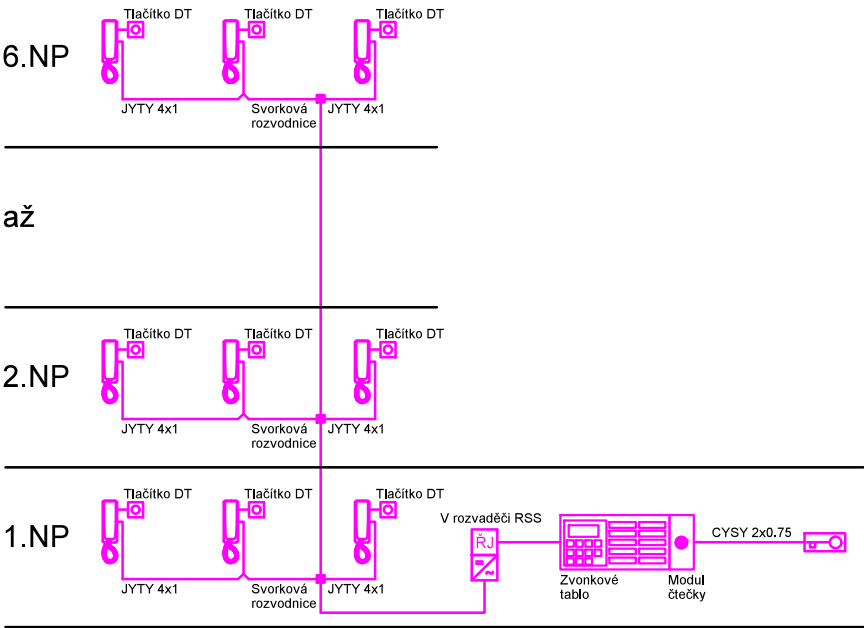 Tlačítko DT
Tlačítko DT
Tlačítko DT
6.NP
JYTY 4x1
Svorková
rozvodnice
JYTY 4x1
až
Tlačítko DT
Tlačítko DT
Tlačítko DT
2.NP
JYTY 4x1
Svorková
rozvodnice
JYTY 4x1
Tlačítko DT
Tlačítko DT
Tlačítko DT
1.NP
V rozvaděči RSS
ŘJ
CYSY 2x0.75
JYTY 4x1
Svorková
rozvodnice
JYTY 4x1
Zvonkové
tablo
Modul
čtečky